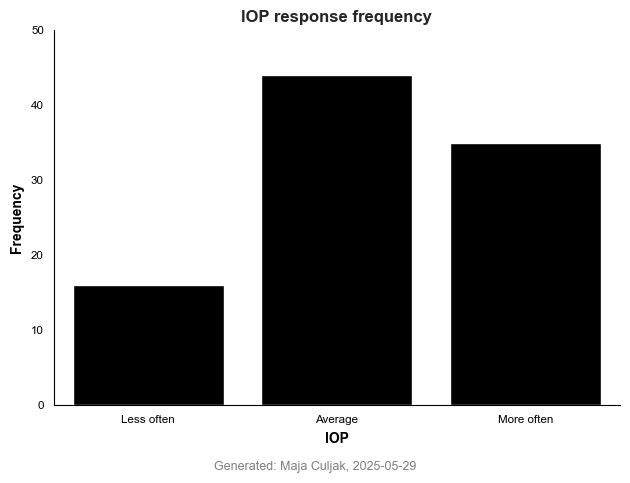 IOP response frequency
50
40
30
20
10
0
Frequency
Less often Average More often
IOP
Generated: Maja Culjak, 2025-05-29